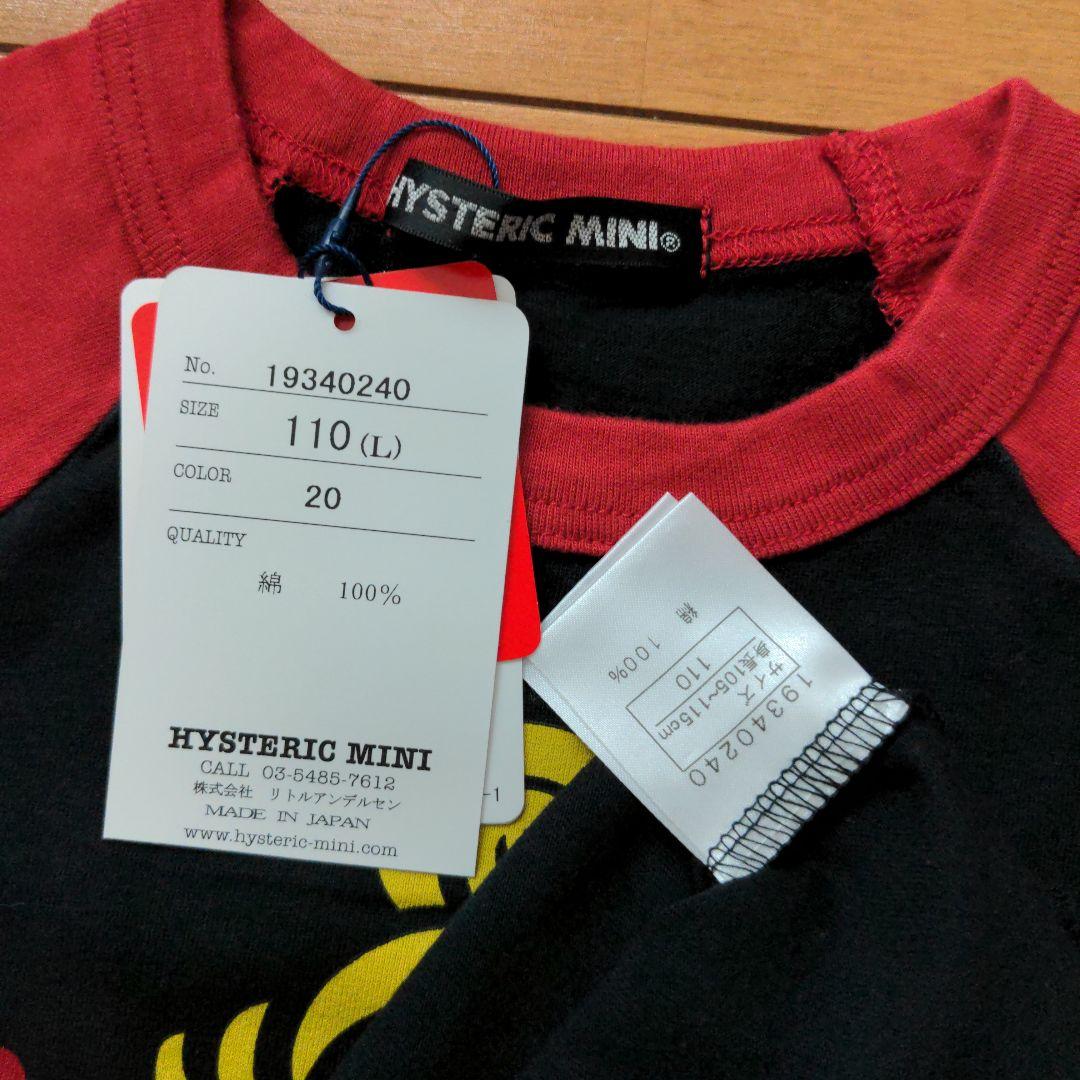 HYSTERIC MINI®
No. 19340240
SIZE 110 (L)
COLOR 20
QUALITY
綿 100%
HYSTERIC MINI
CALL 03-5485-7612
株式会社 リトルアンデルセン
MADE IN JAPAN
www.hysteric-mini.com
-1
19340240
サイズ
身長105~115cm
110
綿 100%